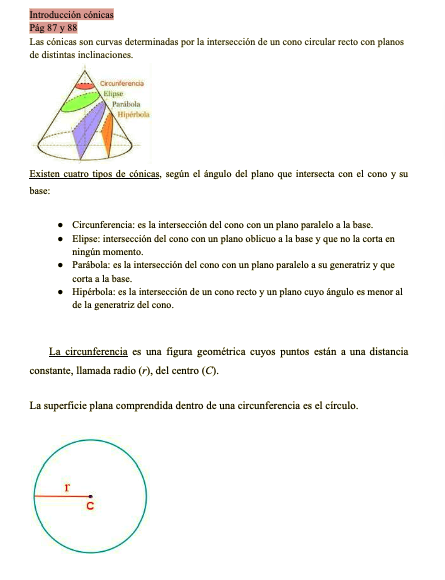 Introducción cónicas
Pág 87 y 88
Las cónicas son curvas determinadas por la intersección de un cono circular recto con planos
de distintas inclinaciones.
Circunferencia
Elipse
Parábola
Hipérbola
Existen cuatro tipos de cónicas, según el ángulo del plano que intersecta con el cono y su
base:
● Circunferencia: es la intersección del cono con un plano paralelo a la base.
● Elipse: intersección del cono con un plano oblicuo a la base y que no la corta en
ningún momento.
● Parábola: es la intersección del cono con un plano paralelo a su generatriz y que
corta a la base.
● Hipérbola: es la intersección de un cono recto y un plano cuyo ángulo es menor al
de la generatriz del cono.
La circunferencia es una figura geométrica cuyos puntos están a una distancia
constante, llamada radio (r), del centro (C).
La superficie plana comprendida dentro de una circunferencia es el círculo.
r
C